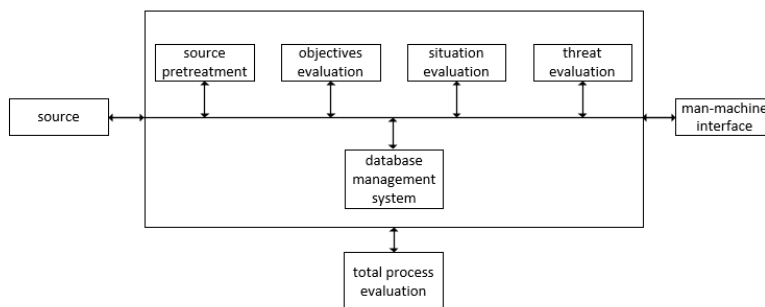 source
pretreatment
objectives
evaluation
situation
evaluation
threat
evaluation
source
man-machine
interface
database
management
system
total process
evaluation